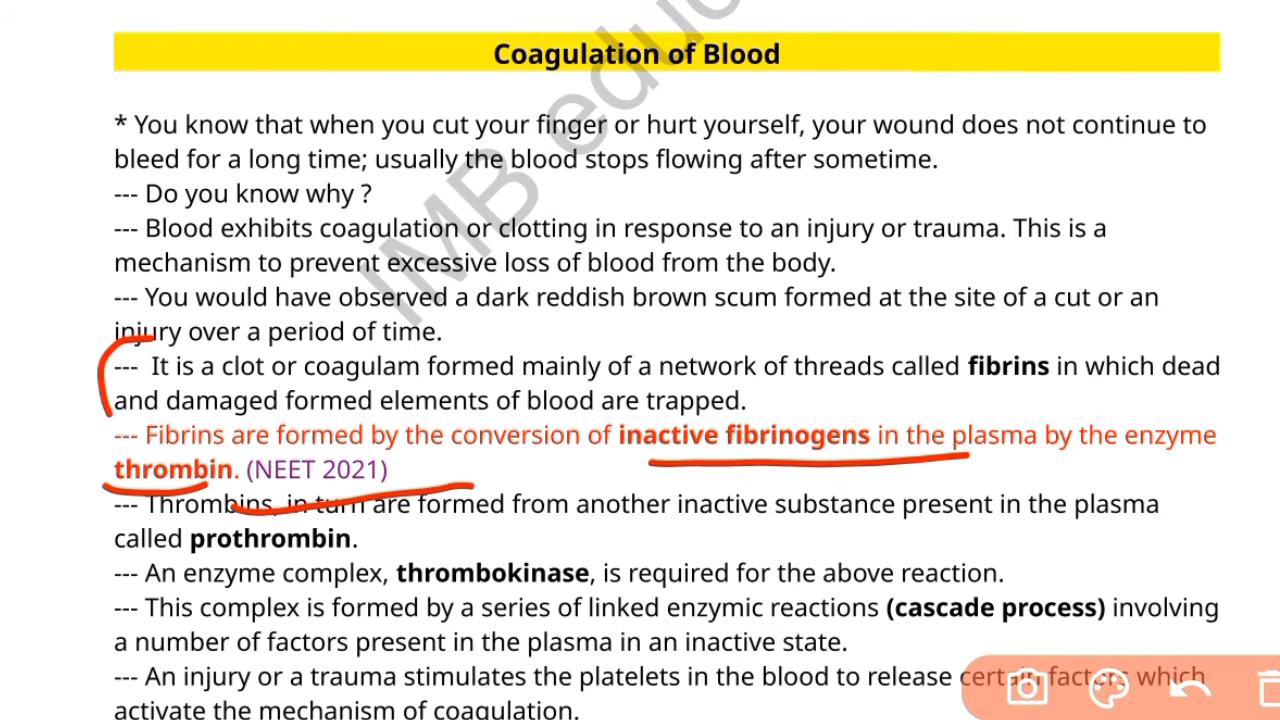 Coagulation of Blood
* You know that when you cut your finger or hurt yourself, your wound does not continue to
bleed for a long time; usually the blood stops flowing after sometime.
--- Do you know why ?
--- Blood exhibits coagulation or clotting in response to an injury or trauma. This is a
mechanism to prevent excessive loss of blood from the body.
--- You would have observed a dark reddish brown scum formed at the site of a cut or an
injury over a period of time.
--- It is a clot or coagulam formed mainly of a network of threads called fibrins in which dead
and damaged formed elements of blood are trapped.
--- Fibrins are formed by the conversion of inactive fibrinogens in the plasma by the enzyme
thrombin. (NEET 2021)
--- Thrombins, in turn are formed from another inactive substance present in the plasma
called prothrombin.
--- An enzyme complex, thrombokinase, is required for the above reaction.
--- This complex is formed by a series of linked enzymic reactions (cascade process) involving
a number of factors present in the plasma in an inactive state.
--- An injury or a trauma stimulates the platelets in the blood to release certain factors which
activate the mechanism of coagulation.
IMB